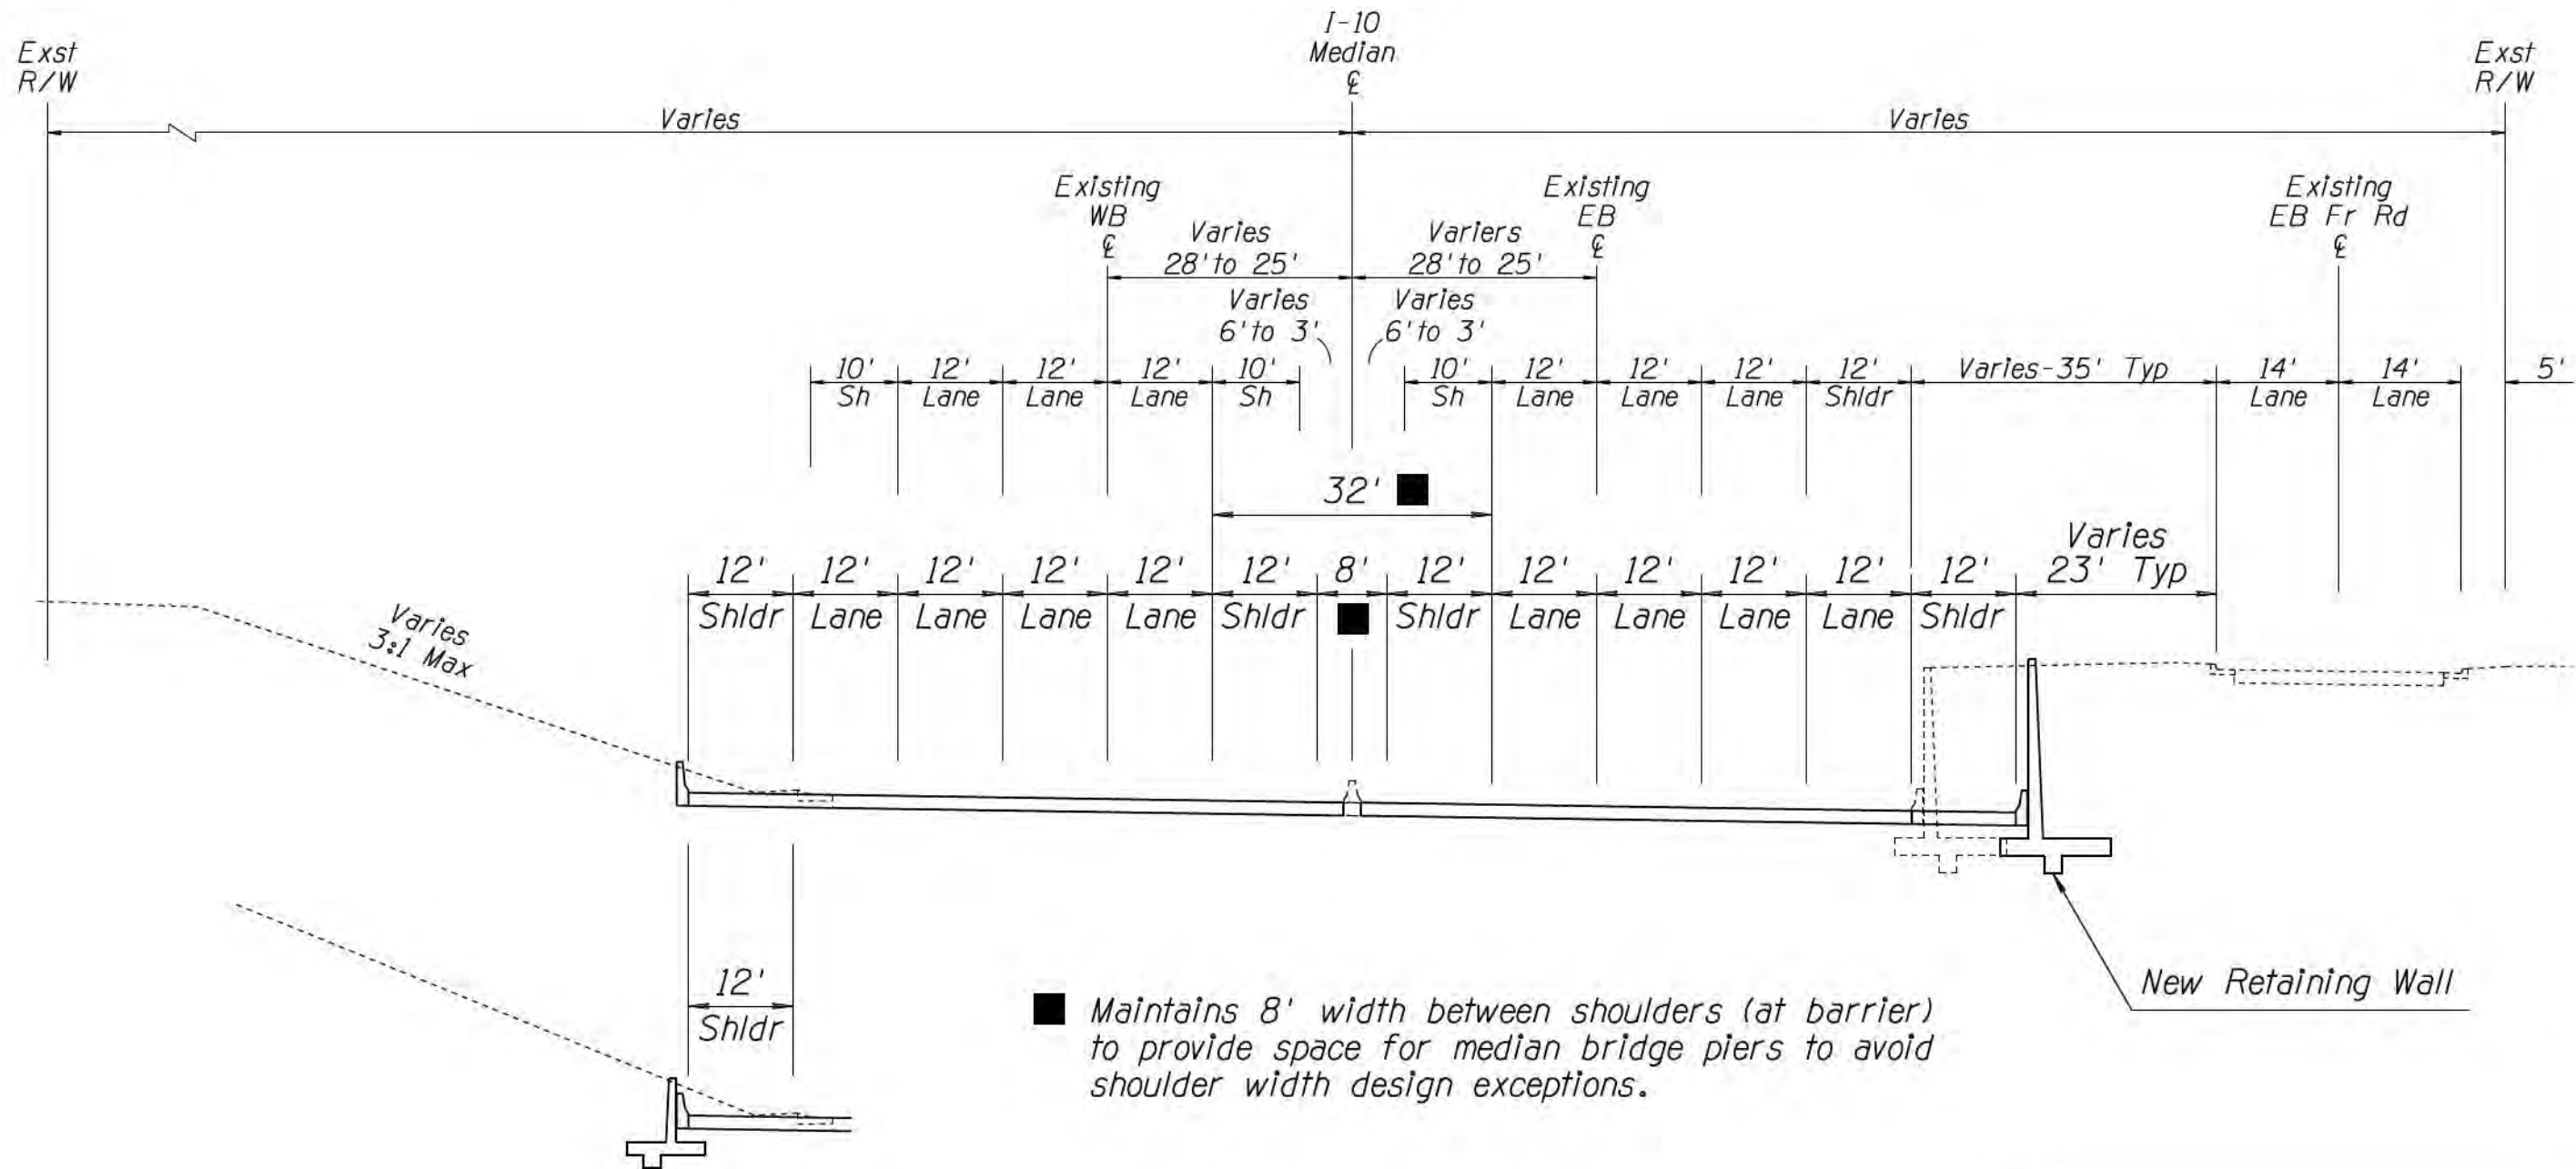 I-10
Median
℄
Exst
R/W
Exst
R/W
Varies
Varies
Existing
WB
℄
Existing
EB
℄
Existing
EB Fr Rd
℄
Varies
28' to 25'
Variers
28' to 25'
Varies
6' to 3'
Varies
6' to 3'
10'
Sh
12'
Lane
12'
Lane
12'
Lane
10'
Sh
10'
Sh
12'
Lane
12'
Lane
12'
Lane
12'
Shldr
Varies-35' Typ
14'
Lane
14'
Lane
5'
32' ■
12'
Shldr
12'
Lane
12'
Lane
12'
Lane
12'
Lane
12'
Shldr
8'
■
12'
Shldr
12'
Lane
12'
Lane
12'
Lane
12'
Lane
12'
Shldr
Varies
23' Typ
Varies
3:1 Max
12'
Shldr
■ Maintains 8' width between shoulders (at barrier)
to provide space for median bridge piers to avoid
shoulder width design exceptions.
New Retaining Wall